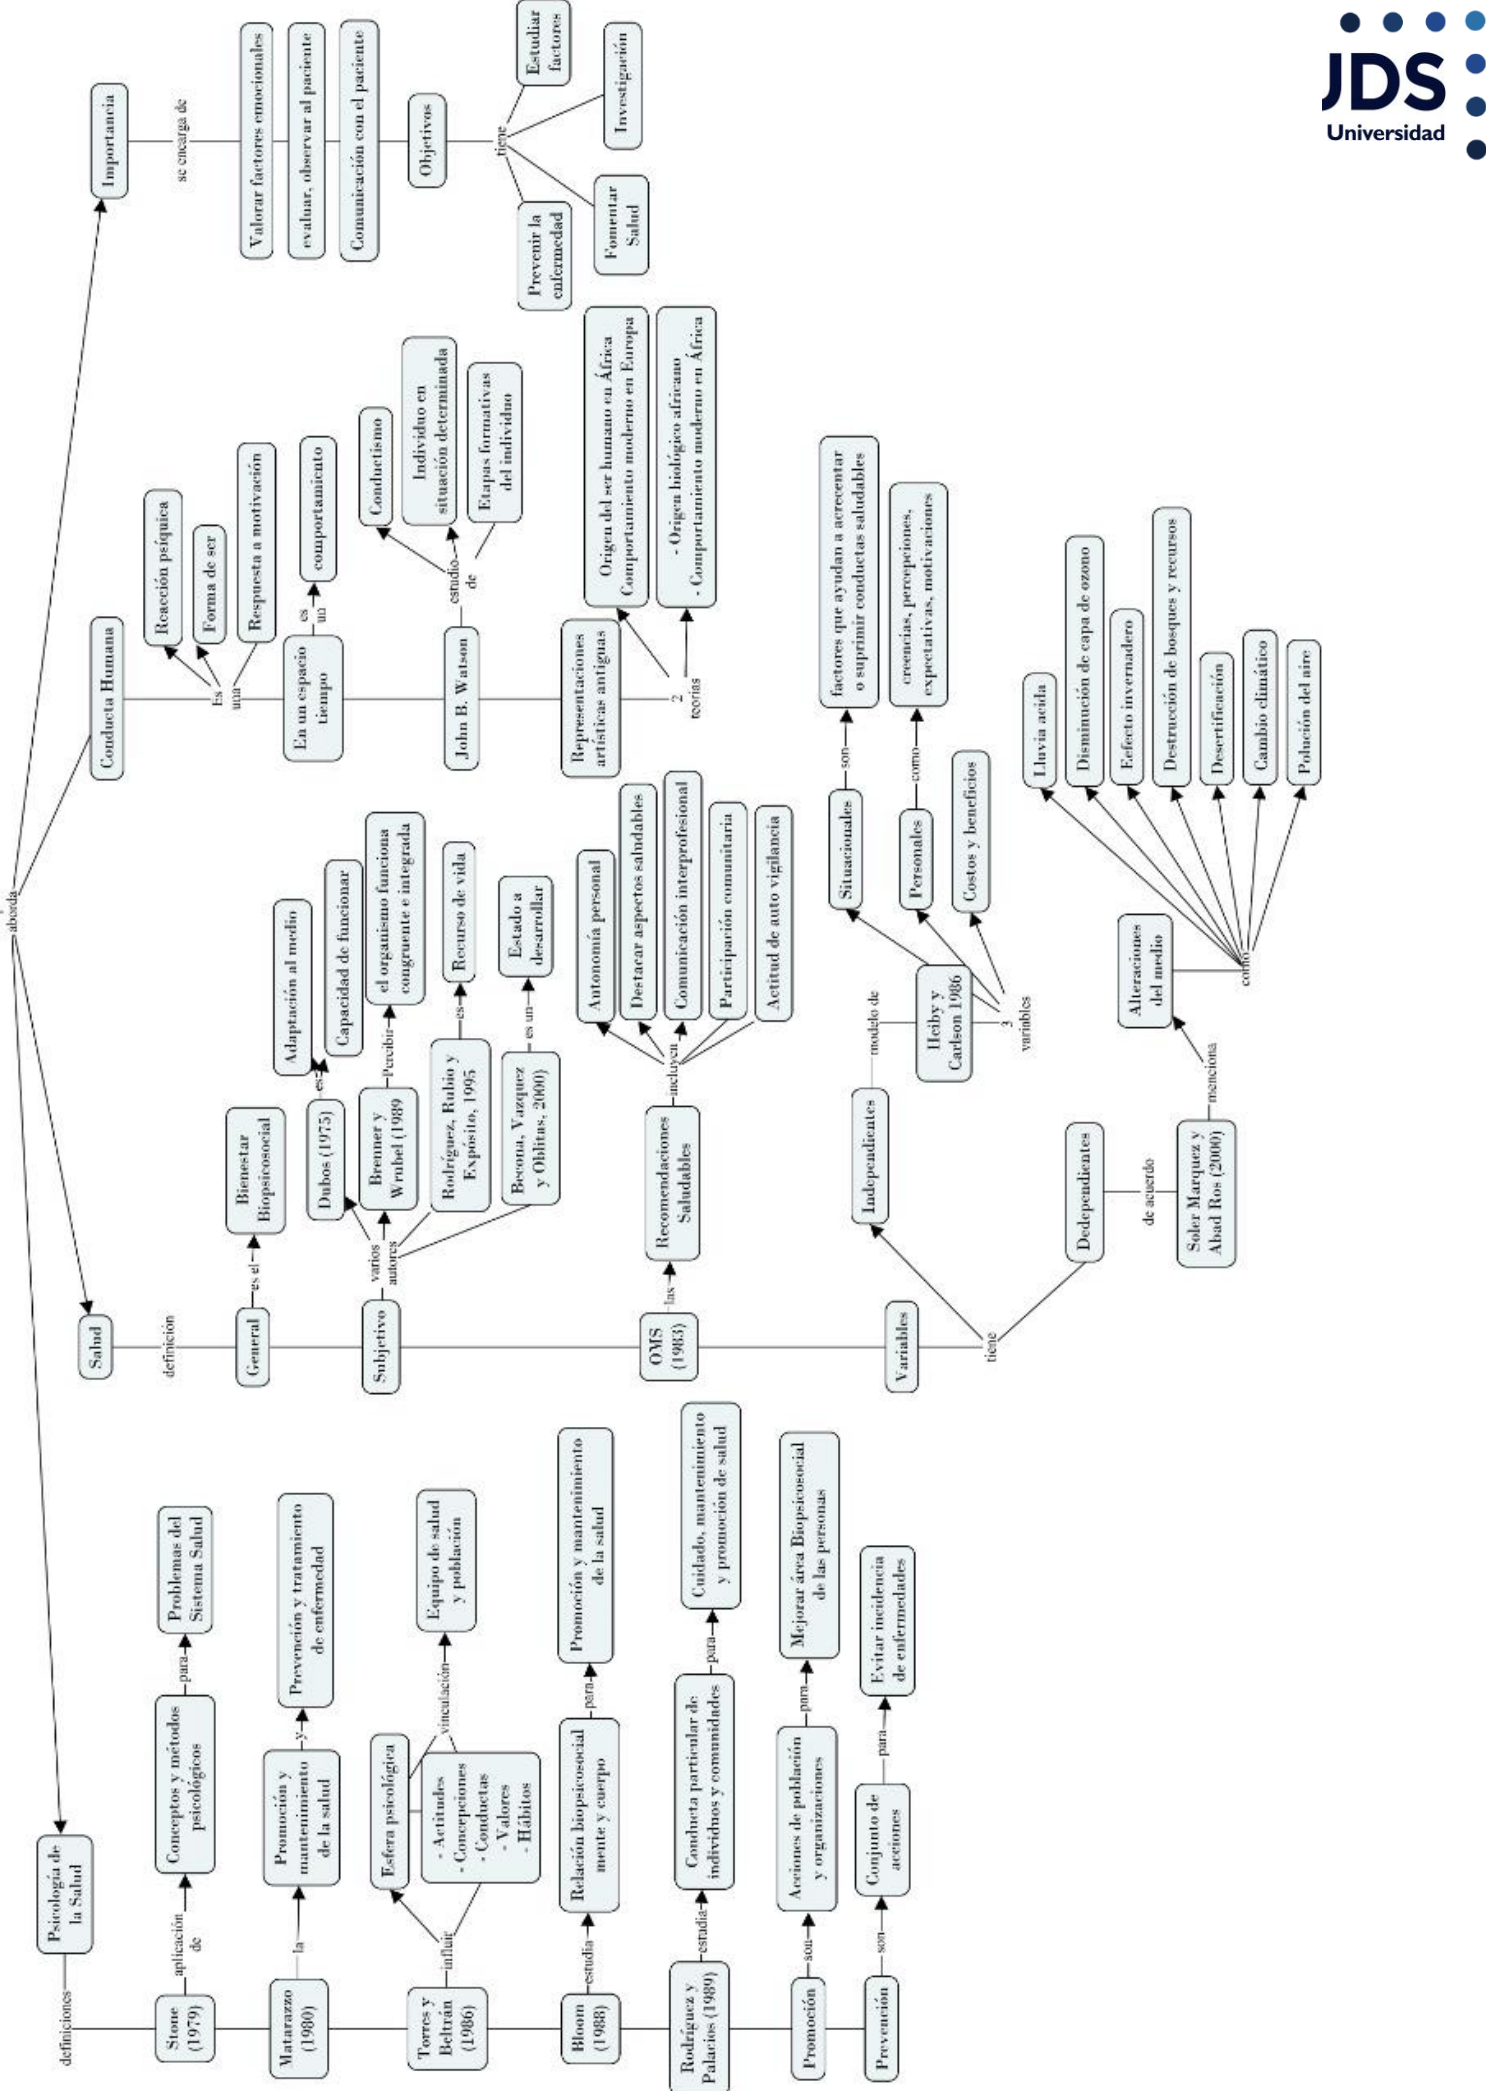 JDS
Universidad
aborda
Psicología de
la Salud
definiciones
Stone
(1979)
aplicación
de
Conceptos y métodos
psicológicos
para
Problemas del
Sistema Salud
Matarazzo
(1980)
la
Promoción y
mantenimiento
de la salud
y
Prevención y tratamiento
de enfermedad
Torres y
Beltrán
(1986)
influir
Esfera psicológica
- Actitudes
- Concepciones
- Conductas
- Valores
- Hábitos
vinculación
Equipo de salud
y población
Bloom
(1988)
estudia
Relación biopsicosocial
mente y cuerpo
para
Promoción y mantenimiento
de la salud
Rodríguez y
Palacios (1989)
estudia
Conducta particular de
individuos y comunidades
para
Cuidado, mantenimiento
y promoción de salud
Promoción
son
Acciones de población
y organizaciones
para
Mejorar área Biopsicosocial
de las personas
Prevención
son
Conjunto de
acciones
para
Evitar incidencia
de enfermedades
Salud
definición
General
es el
Bienestar
Biopsicosocial
Subjetivo
varios
autores
Dubos (1975)
es
Adaptación al medio
Capacidad de funcionar
Brenner y
Wrubel (1989
Percibir
el organismo funciona
congruente e integrada
Rodríguez, Rubio y
Expósito, 1995
es
Recurso de vida
Becona, Vazquez
y Oblitas, 2000)
es un
Estado a
desarrollar
OMS
(1983)
las
Recomendaciones
Saludables
incluyen
Autonomía personal
Destacar aspectos saludables
Comunicación interprofesional
Participación comunitaria
Actitud de auto vigilancia
Variables
tiene
Independientes
modelo de
Heiby y
Carlson 1986
3
variables
Situacionales
son
factores que ayudan a acrecentar
o suprimir conductas saludables
Personales
como
creencias, percepciones,
expectativas, motivaciones
Costos y beneficios
Dedependientes
de acuerdo
Soler Marquez y
Abad Ros (2000)
menciona
Alteraciones
del medio
como
Lluvia acida
Disminución de capa de ozono
Eefecto invernadero
Destrucción de bosques y recursos
Desertificación
Cambio climático
Polución del aire
Conducta Humana
Es
una
Reacción psíquica
Forma de ser
Respuesta a motivación
En un espacio
tiempo
es
un
comportamiento
John B. Watson
estudio
de
Conductismo
Individuo en
situación determinada
Etapas formativas
del individuo
Representaciones
artísticas antiguas
2
teorías
Origen del ser humano en África
Comportamiento moderno en Europa
- Origen biológico africano
- Comportamiento moderno en África
Importancia
se encarga de
Valorar factores emocionales
evaluar, observar al paciente
Comunicación con el paciente
Objetivos
tiene
Prevenir la
enfermedad
Fomentar
Salud
Investigación
Estudiar
factores